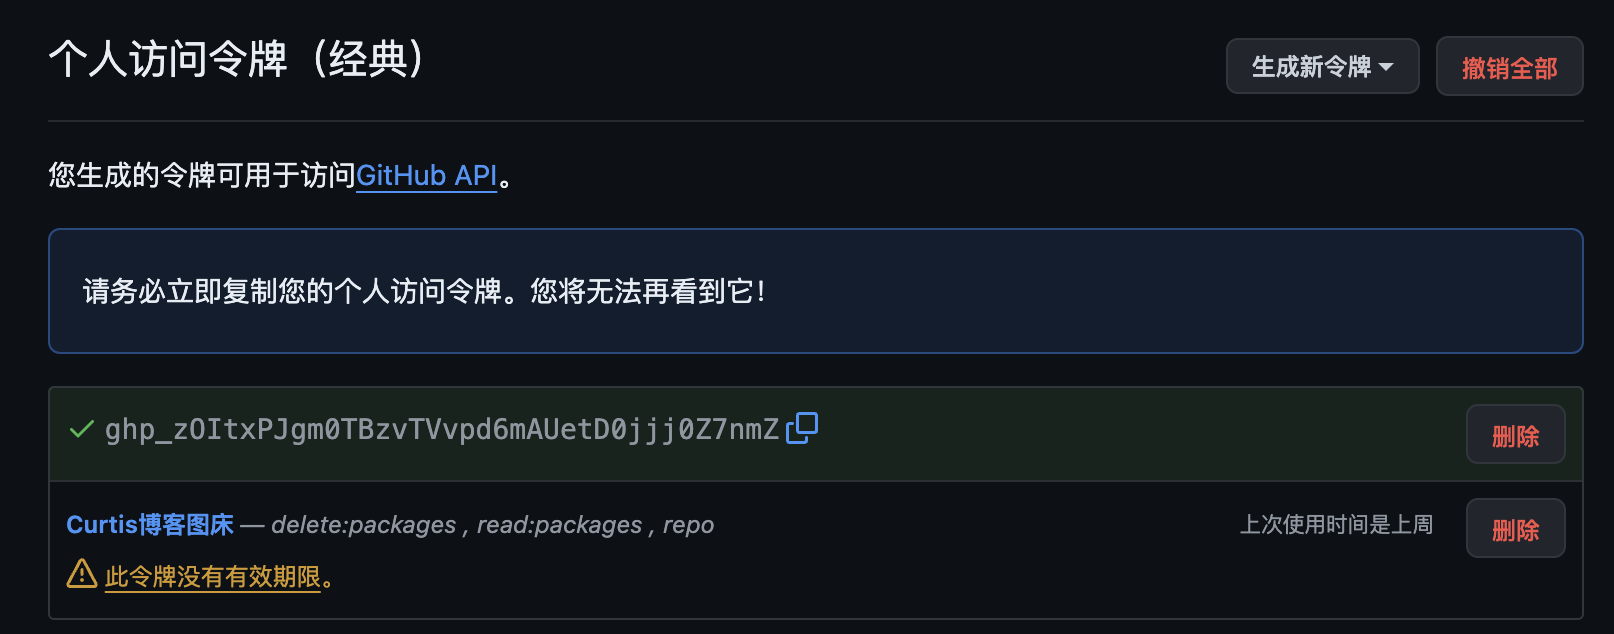 个人访问令牌（经典）
生成新令牌
撤销全部
您生成的令牌可用于访问GitHub API。
请务必立即复制您的个人访问令牌。您将无法再看到它！
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
删除
Curtis博客图床 — delete:packages , read:packages , repo
上次使用时间是上周
删除
此令牌没有有效期限。